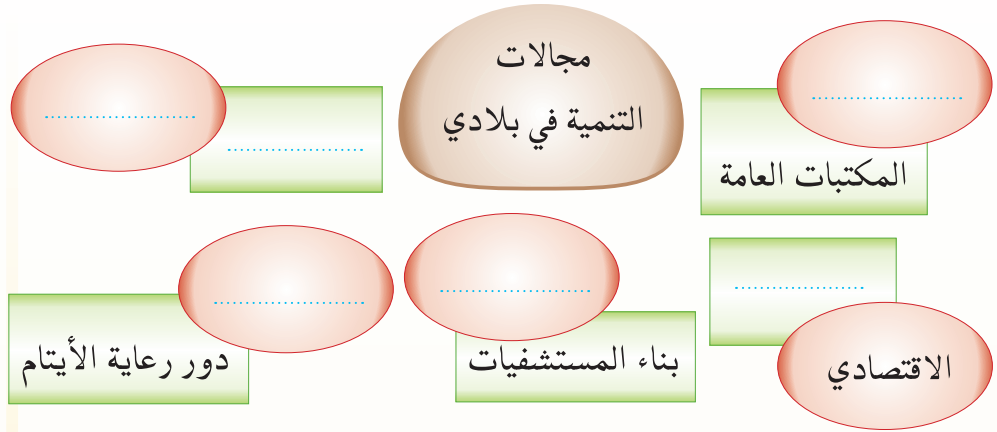 مجالات
التنمية في بلادي
....................
المكتبات العامة
....................
....................
....................
الاقتصادي
....................
بناء المستشفيات
....................
دور رعاية الأيتام